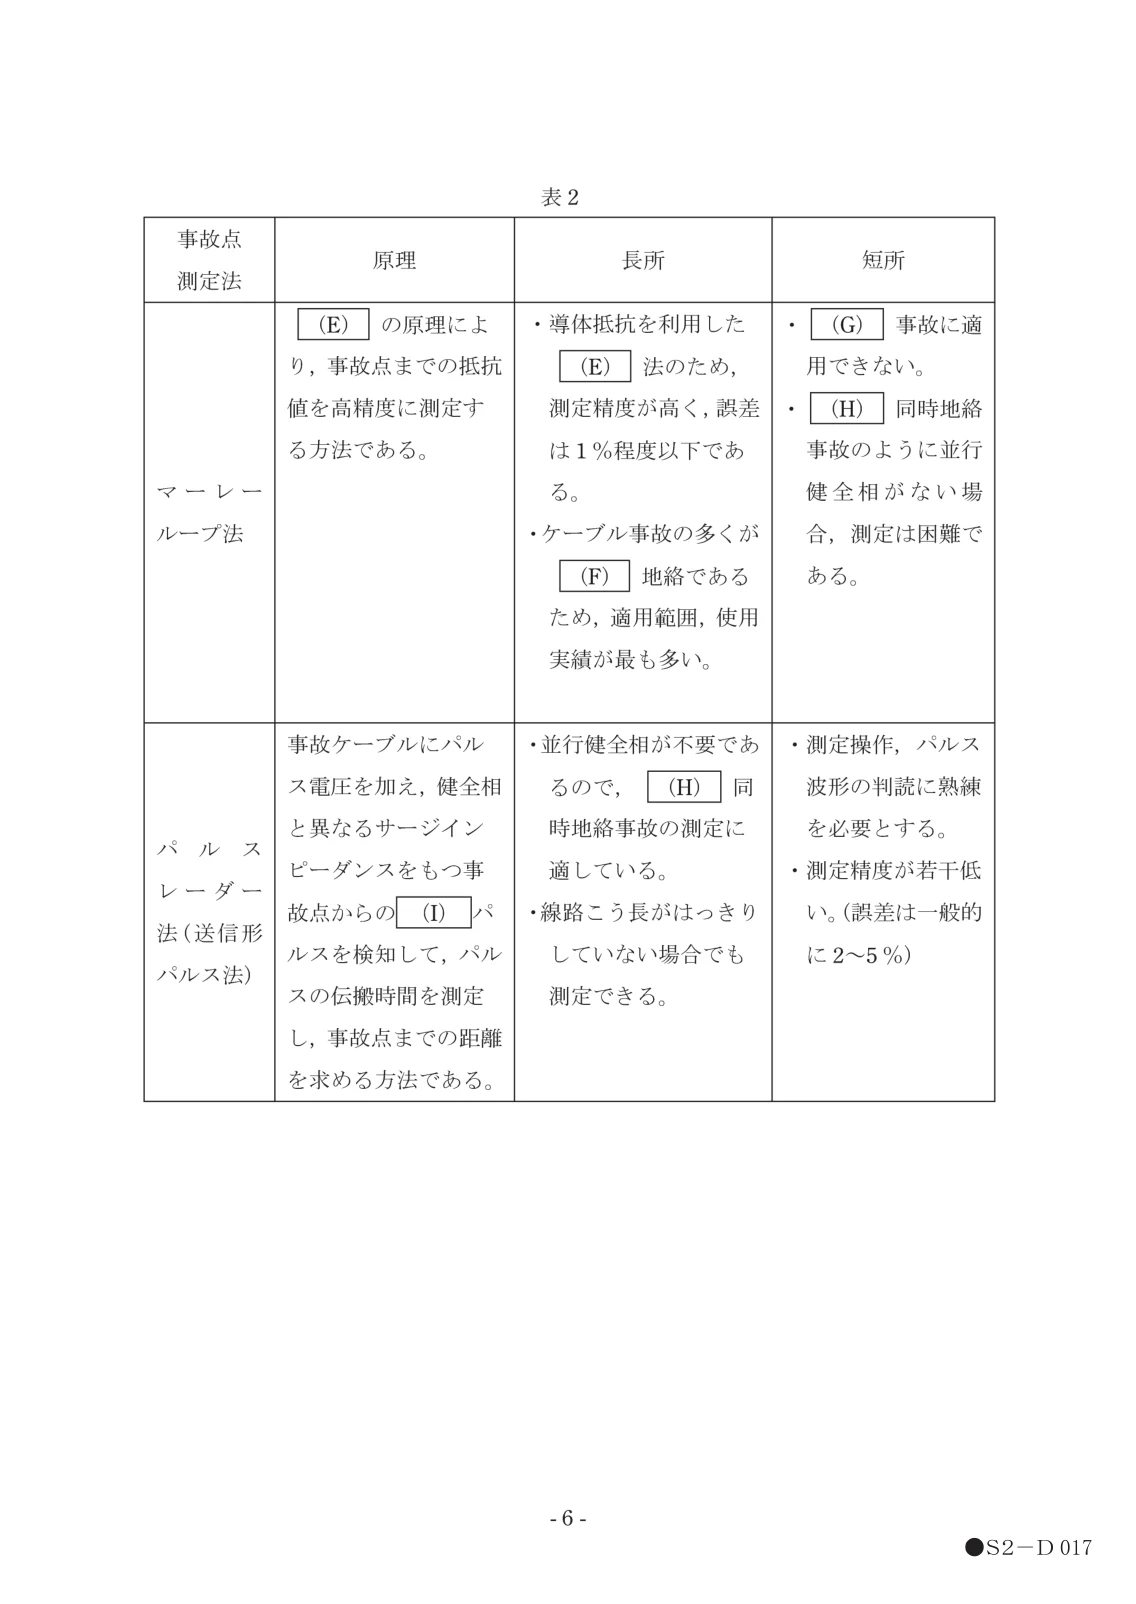 表2
事故点
測定法
原理
長所
短所
マーレー
ループ法
(E) の原理によ
り，事故点までの抵抗
値を高精度に測定す
る方法である。
・導体抵抗を利用した
(E) 法のため，
測定精度が高く，誤差
は1%程度以下であ
る。
・ケーブル事故の多くが
(F) 地絡である
ため，適用範囲，使用
実績が最も多い。
・ (G) 事故に適
用できない。
・ (H) 同時地絡
事故のように並行
健全相がない場
合，測定は困難で
ある。
パルス
レーダー
法(送信形
パルス法)
事故ケーブルにパル
ス電圧を加え，健全相
と異なるサージイン
ピーダンスをもつ事
故点からの (I) パ
ルスを検知して，パル
スの伝搬時間を測定
し，事故点までの距離
を求める方法である。
・並行健全相が不要であ
るので， (H) 同
時地絡事故の測定に
適している。
・線路こう長がはっきり
していない場合でも
測定できる。
・測定操作，パルス
波形の判読に熟練
を必要とする。
・測定精度が若干低
い。(誤差は一般的
に2～5%)
- 6 -
●S2－D 017